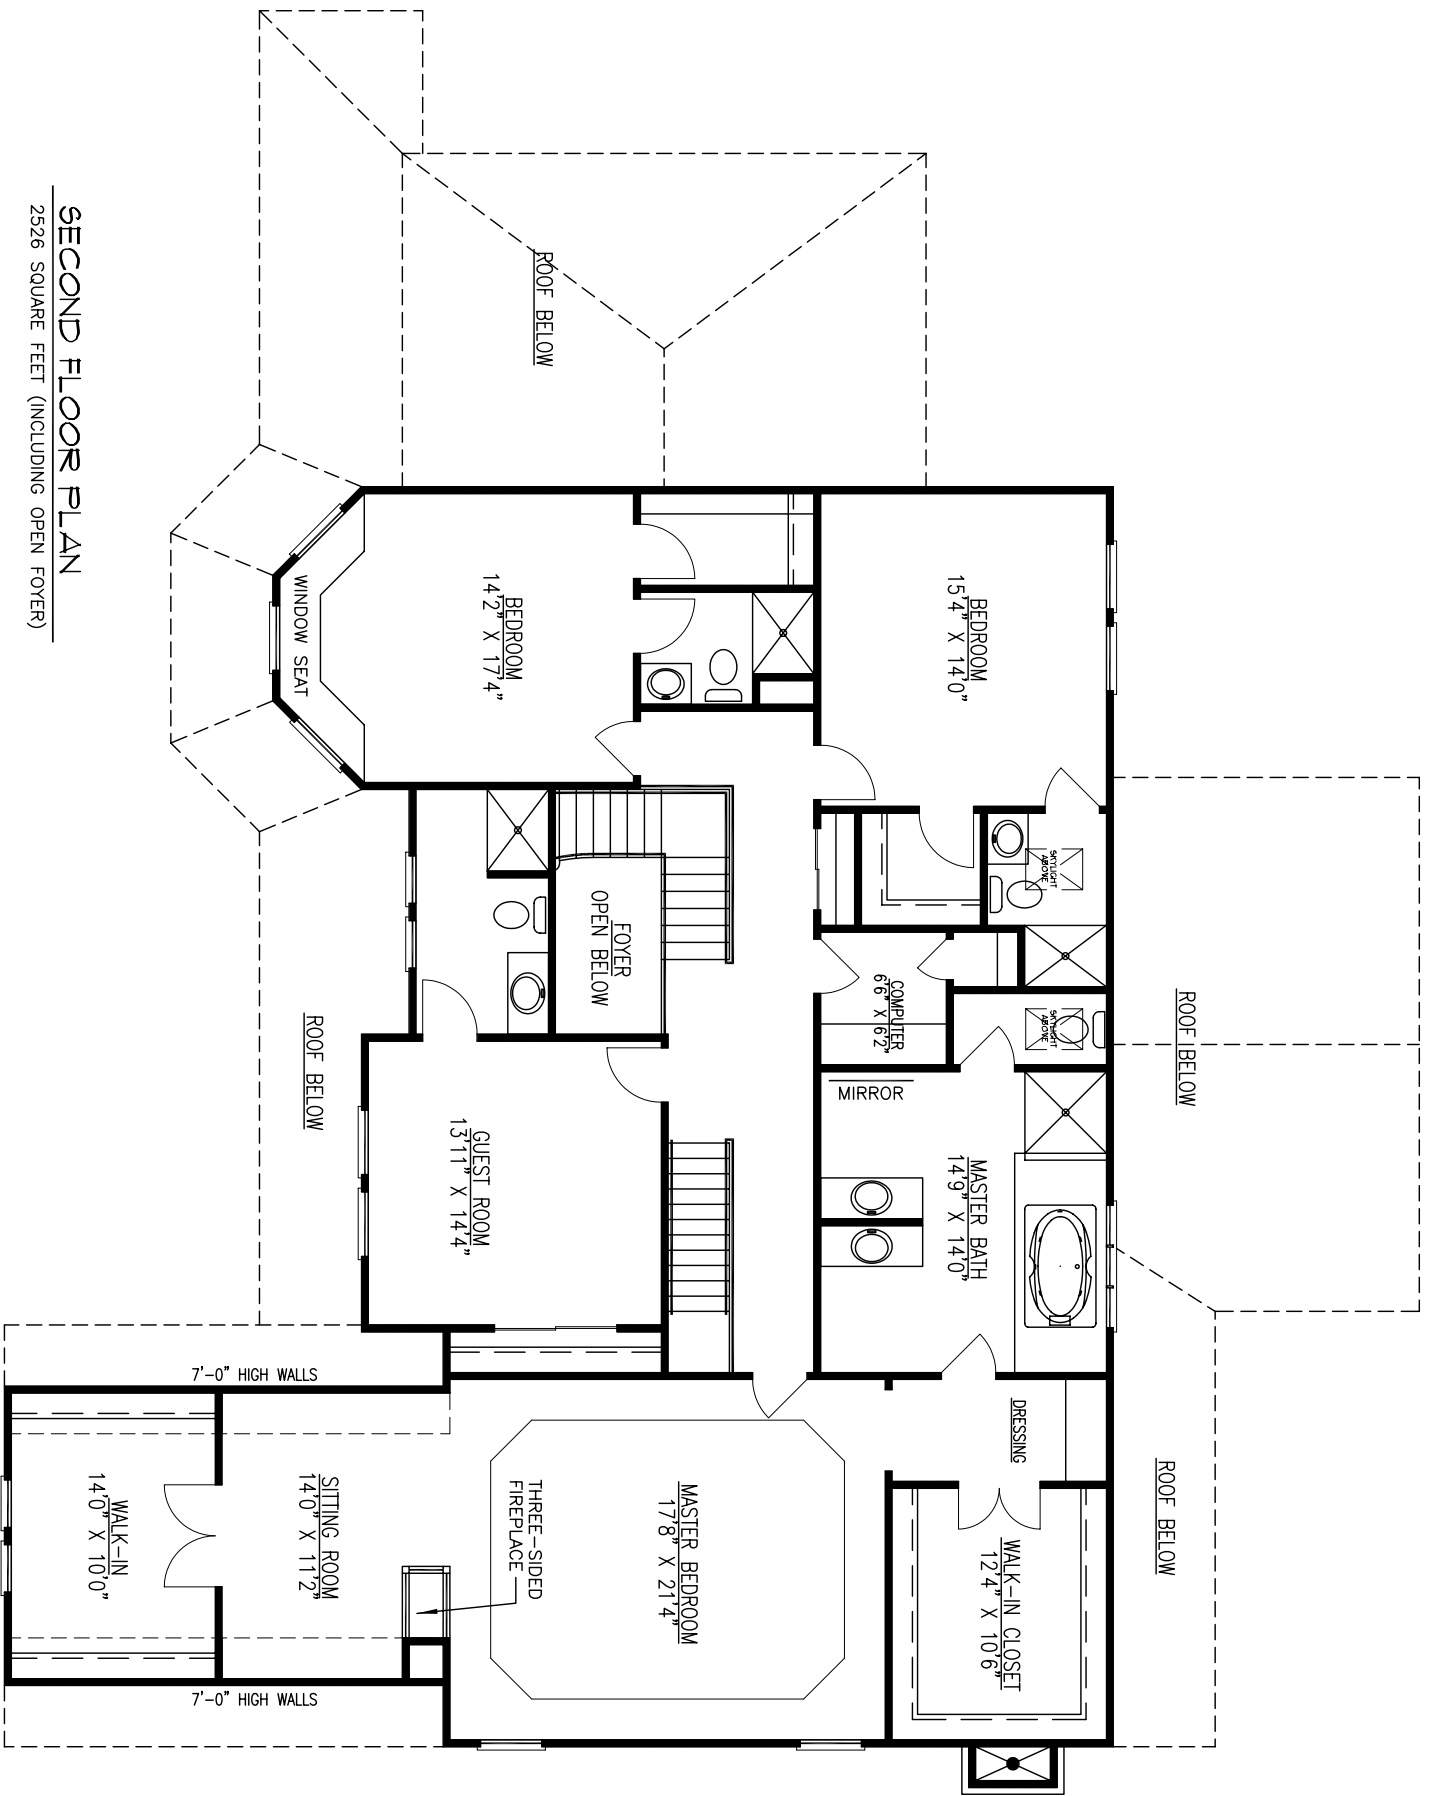 ROOF BELOW
ROOF BELOW
BEDROOM
15'4" X 14'0"
SKYLIGHT
ABOVE
SKYLIGHT
ABOVE
COMPUTER
6'6" X 6'2"
MIRROR
MASTER BATH
14'9" X 14'0"
DRESSING
WALK-IN CLOSET
12'4" X 10'6"
ROOF BELOW
BEDROOM
14'2" X 17'4"
WINDOW SEAT
FOYER
OPEN BELOW
GUEST ROOM
13'11" X 14'4"
MASTER BEDROOM
17'8" X 21'4"
THREE-SIDED
FIREPLACE
ROOF BELOW
7'-0" HIGH WALLS
SITTING ROOM
14'0" X 11'2"
7'-0" HIGH WALLS
WALK-IN
14'0" X 10'0"
SECOND FLOOR PLAN
2526 SQUARE FEET (INCLUDING OPEN FOYER)